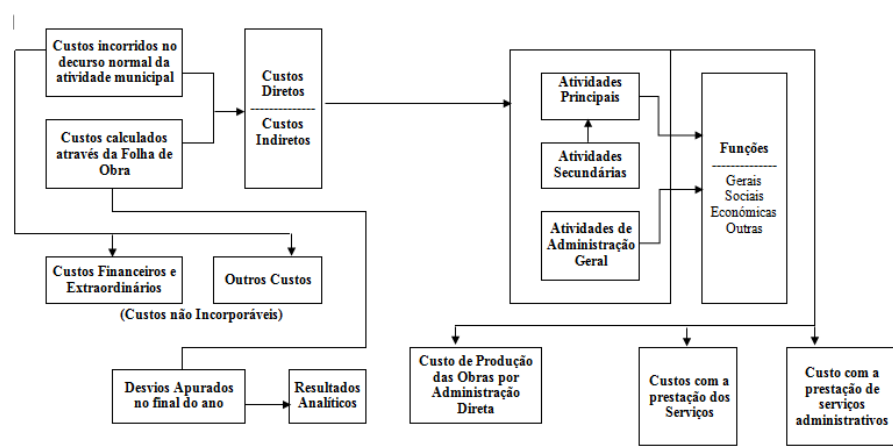 Custos incorridos no
decurso normal da
atividade municipal
Custos calculados
através da Folha de
Obra
Custos
Diretos
Custos
Indiretos
Atividades
Principais
Atividades
Secundárias
Atividades de
Administração
Geral
Funções
Gerais
Sociais
Económicas
Outras
Custos Financeiros e
Extraordinários
Outros Custos
(Custos não Incorporáveis)
Desvios Apurados
no final do ano
Resultados
Analíticos
Custo de Produção
das Obras por
Administração
Direta
Custos com a
prestação dos
Serviços
Custo com a
prestação de
serviços
administrativos